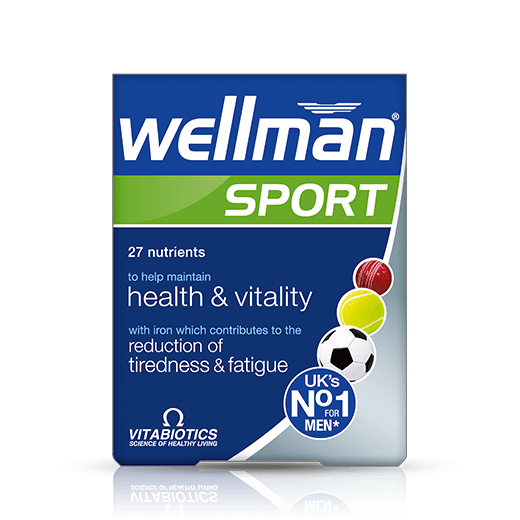 wellman®
SPORT
27 nutrients
to help maintain
health & vitality
with iron which contributes to the
reduction of
tiredness & fatigue
UK's
No1
FOR
MEN*
VITABIOTICS
SCIENCE OF HEALTHY LIVING